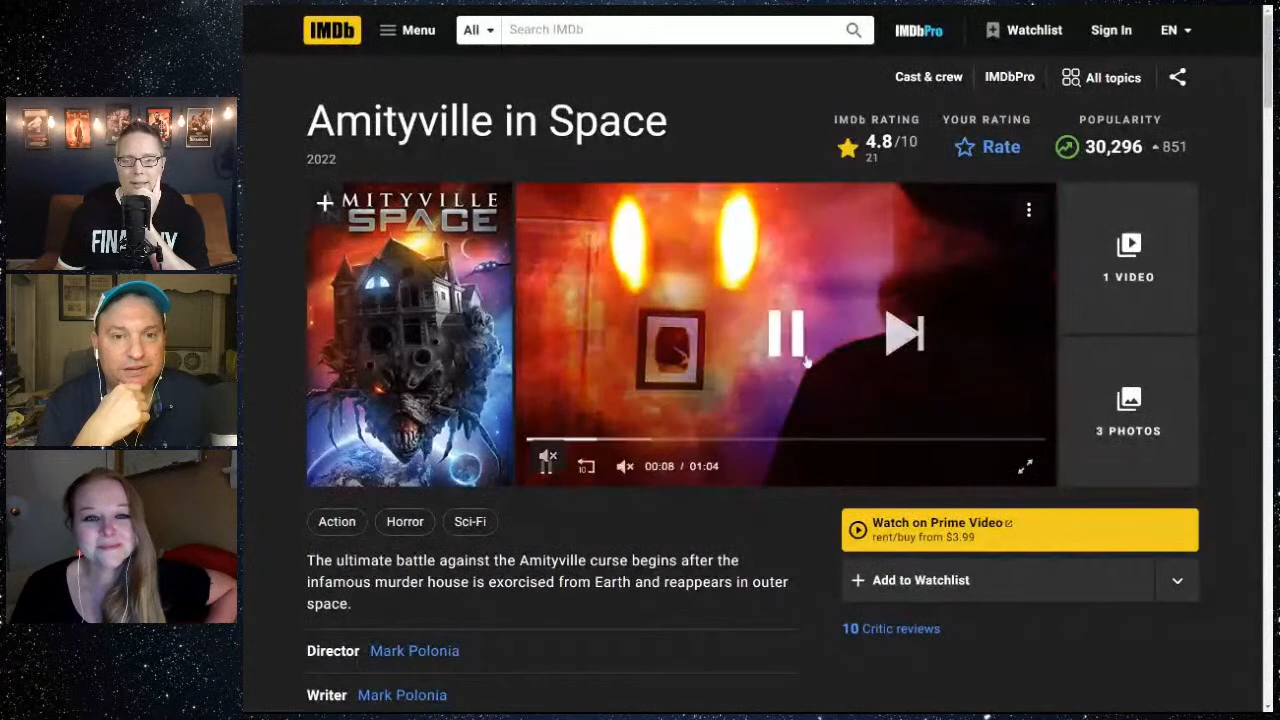 IMDb
Menu
All
Search IMDb
IMDbPro
Watchlist
Sign In
EN
Cast & crew
IMDbPro
All topics
Amityville in Space
2022
IMDb RATING
4.8/10
21
YOUR RATING
Rate
POPULARITY
30,296
851
MITYVILLE
SPACE
10
00:08 / 01:04
1 VIDEO
3 PHOTOS
Action
Horror
Sci-Fi
The ultimate battle against the Amityville curse begins after the
infamous murder house is exorcised from Earth and reappears in outer
space.
Director Mark Polonia
Writer Mark Polonia
Watch on Prime Video
rent/buy from $3.99
+ Add to Watchlist
10 Critic reviews